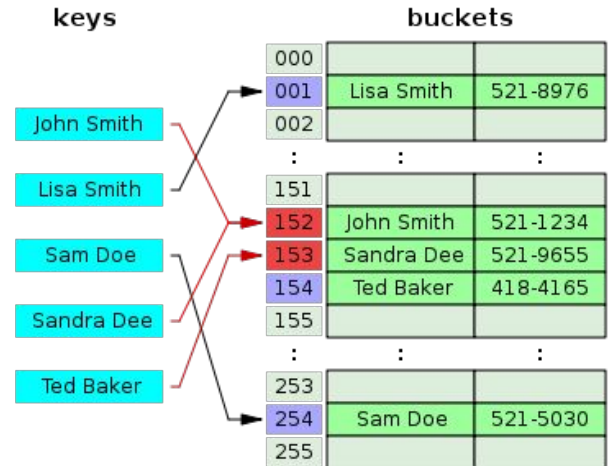 keys
buckets
John Smith
Lisa Smith
Sam Doe
Sandra Dee
Ted Baker
000
001 Lisa Smith 521-8976
002
: : :
151
152 John Smith 521-1234
153 Sandra Dee 521-9655
154 Ted Baker 418-4165
155
: : :
253
254 Sam Doe 521-5030
255